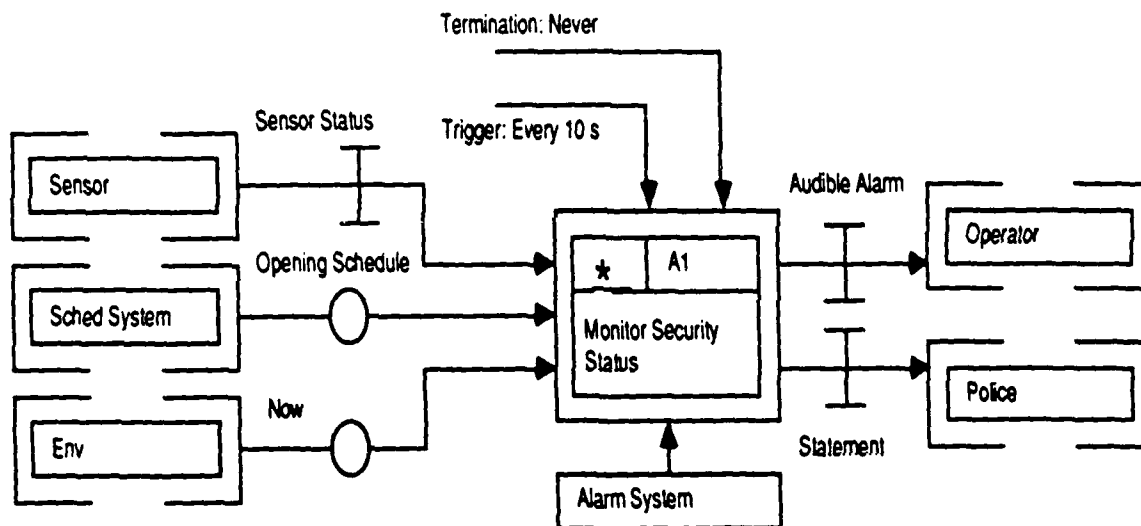 Termination: Never
Trigger: Every 10 s
Sensor Status
Sensor
Audible Alarm
Operator
Opening Schedule
* A1
Sched System
Monitor Security
Status
Now
Police
Env
Statement
Alarm System